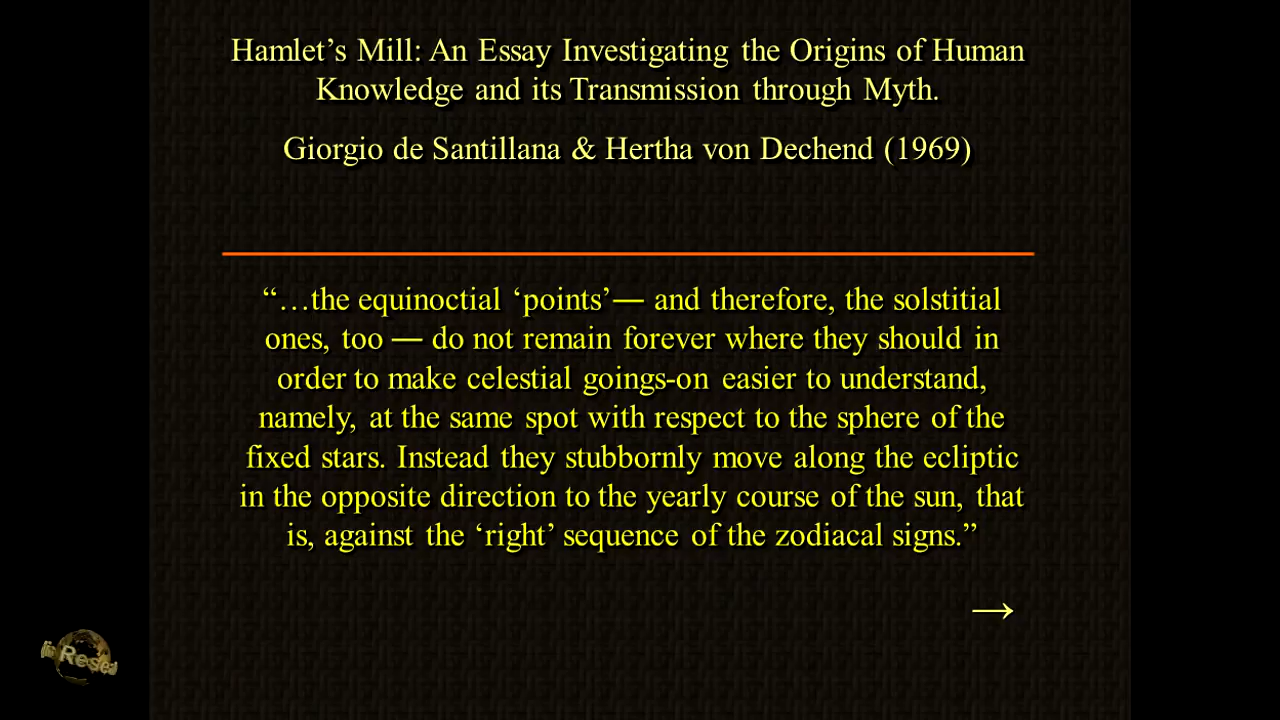 Hamlet’s Mill: An Essay Investigating the Origins of Human
Knowledge and its Transmission through Myth.
Giorgio de Santillana & Hertha von Dechend (1969)
“…the equinoctial ‘points’— and therefore, the solstitial
ones, too — do not remain forever where they should in
order to make celestial goings-on easier to understand,
namely, at the same spot with respect to the sphere of the
fixed stars. Instead they stubbornly move along the ecliptic
in the opposite direction to the yearly course of the sun, that
is, against the ‘right’ sequence of the zodiacal signs.”
→